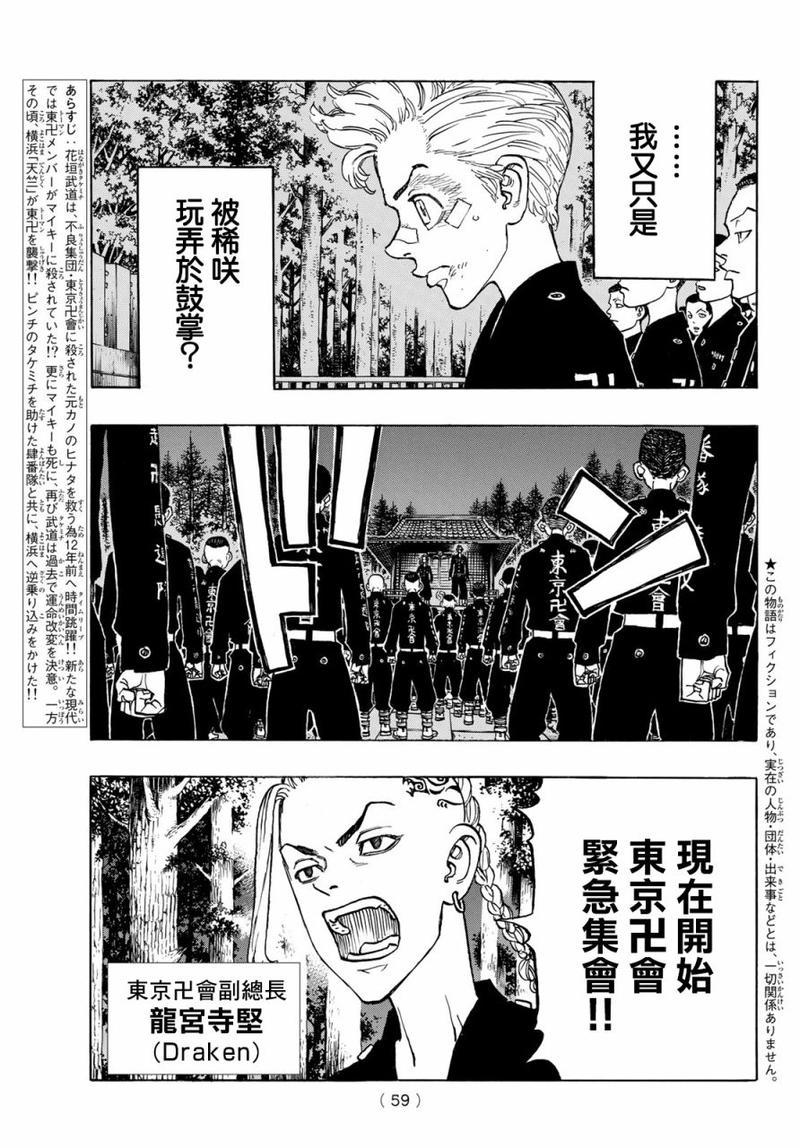 ……
我又只是
被稀咲
玩弄於鼓掌？
東京卍會
東京卍會
東京卍會
番隊
現在開始
東京卍會
緊急集會!!
東京卍會副總長
龍宮寺堅
(Draken)
あらすじ：花垣武道は、不良集団・東京卍會に殺された元カノのヒナタを救う為12年前へ時間跳躍!! 新たな現代
では東卍メンバーがマイキーに殺されていた!? 更にマイキーも死に、再び武道は過去で運命改変を決意。一方
その頃、横浜「天竺」が東卍を襲撃!! ピンチのタケミチを助けた肆番隊と共に、横浜へ逆乗り込みをかけた!!
★この物語はフィクションであり、実在の人物・団体・出来事などとは、一切関係ありません。
( 59 )